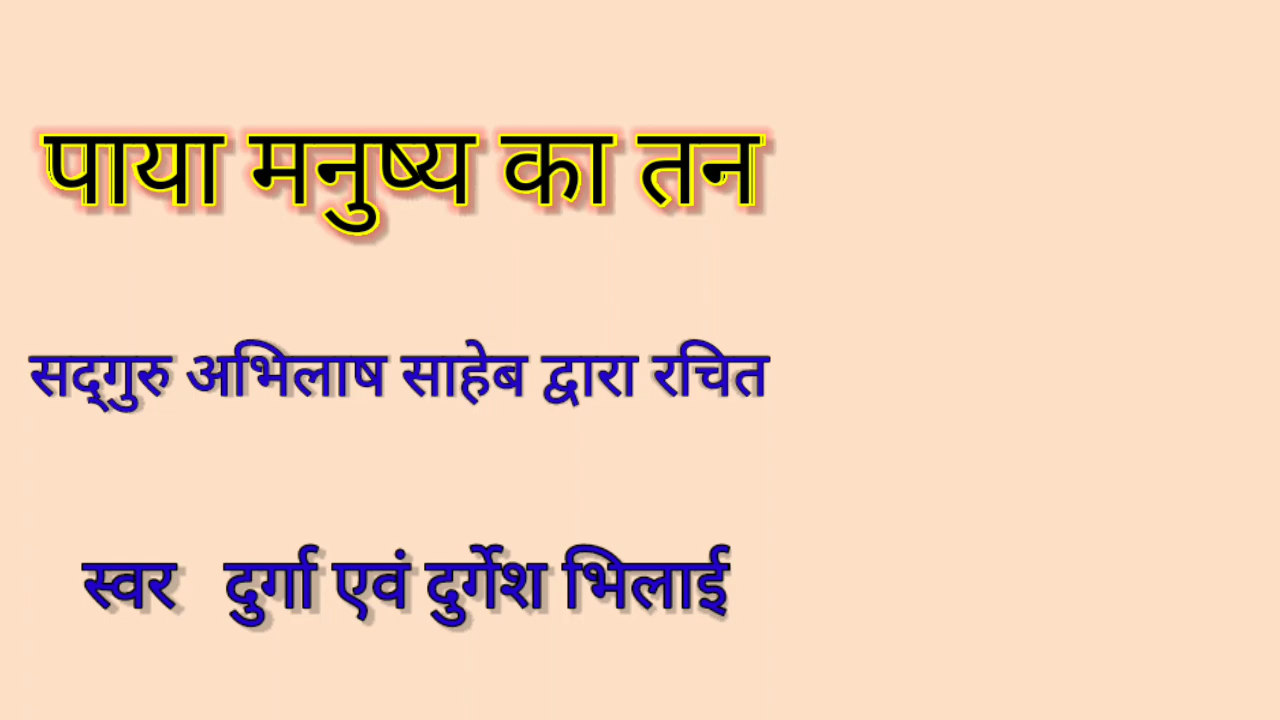 पाया मनुष्य का तन
सद्‌गुरु अभिलाष साहेब द्वारा रचित
स्वर दुर्गा एवं दुर्गेश भिलाई